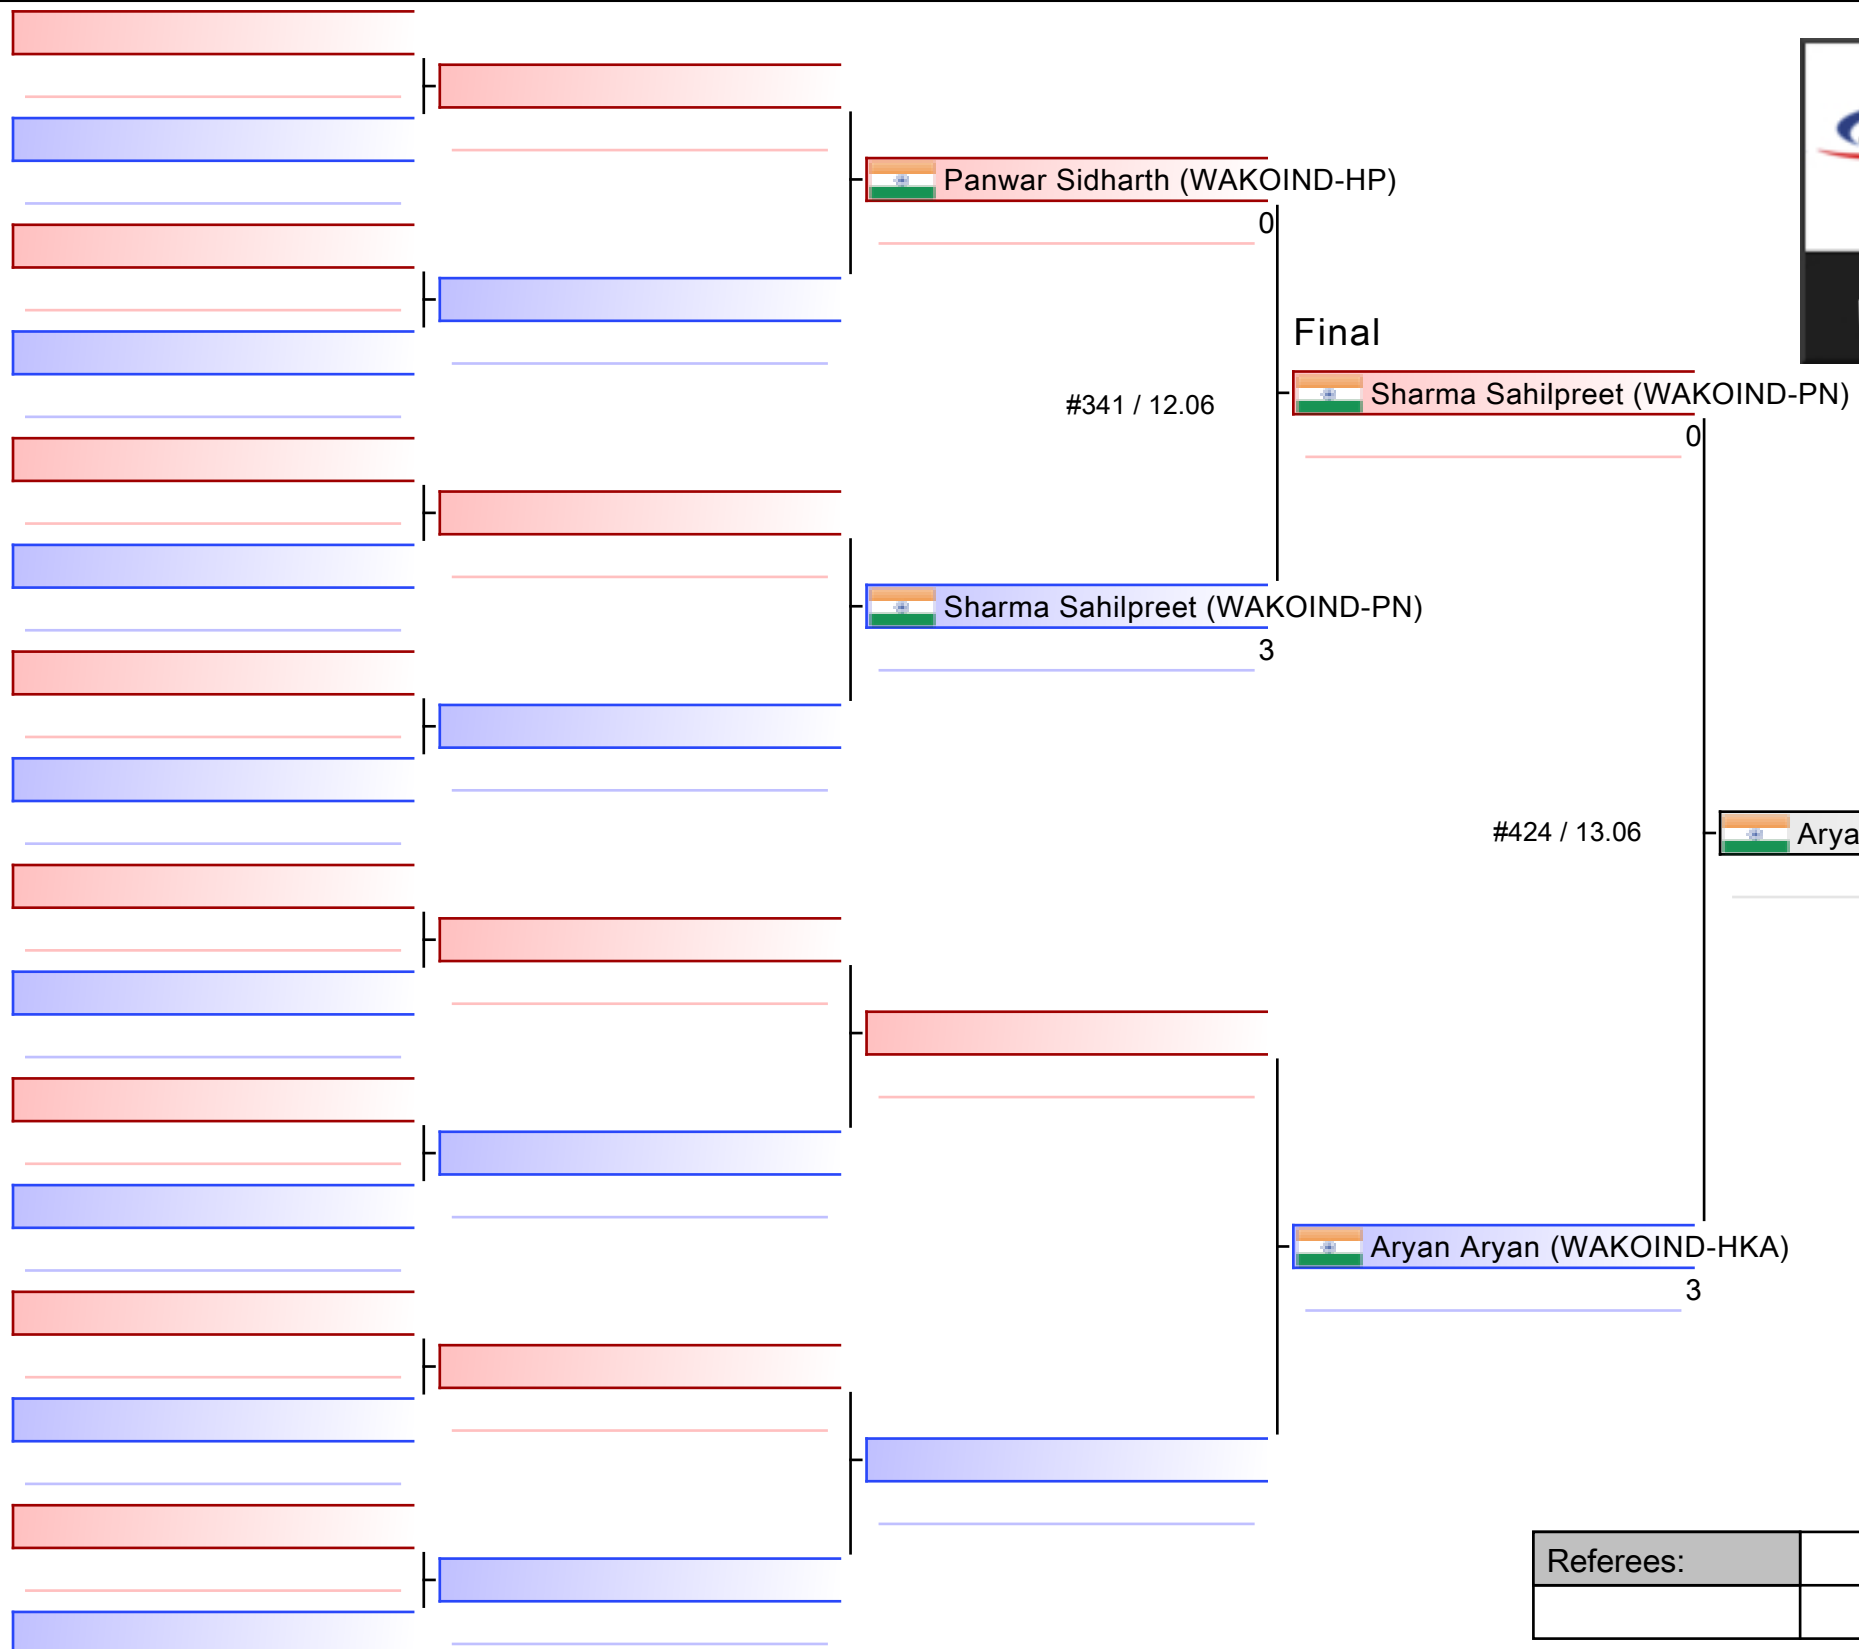 Panwar Sidharth (WAKOIND-HP)
0
Final
Sharma Sahilpreet (WAKOIND-PN)
0
#341 / 12.06
Sharma Sahilpreet (WAKOIND-PN)
3
#424 / 13.06
Arya
Aryan Aryan (WAKOIND-HKA)
3
Referees: